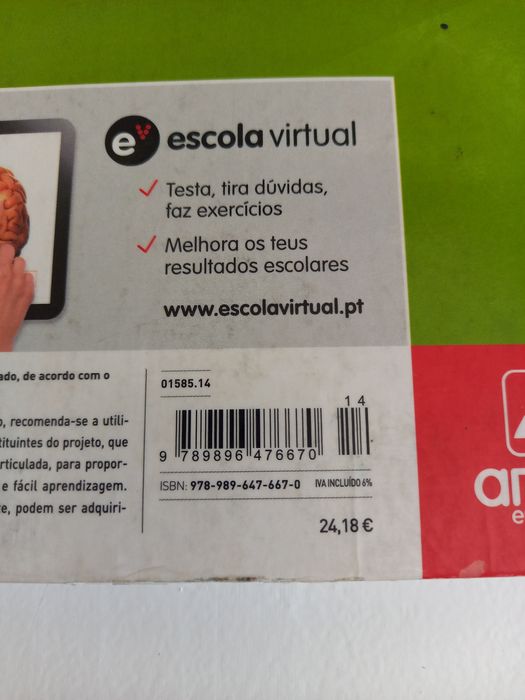 e escola virtual
Testa, tira dúvidas,
faz exercícios
Melhora os teus
resultados escolares
www.escolavirtual.pt
ado, de acordo com o
o, recomenda-se a utili-
tituintes do projeto, que
articulada, para propor-
e fácil aprendizagem.
te, podem ser adquiri-
01585.14
14
9 789896 476670
ISBN: 978-989-647-667-0 IVA INCLUÍDO 6%
24,18 €